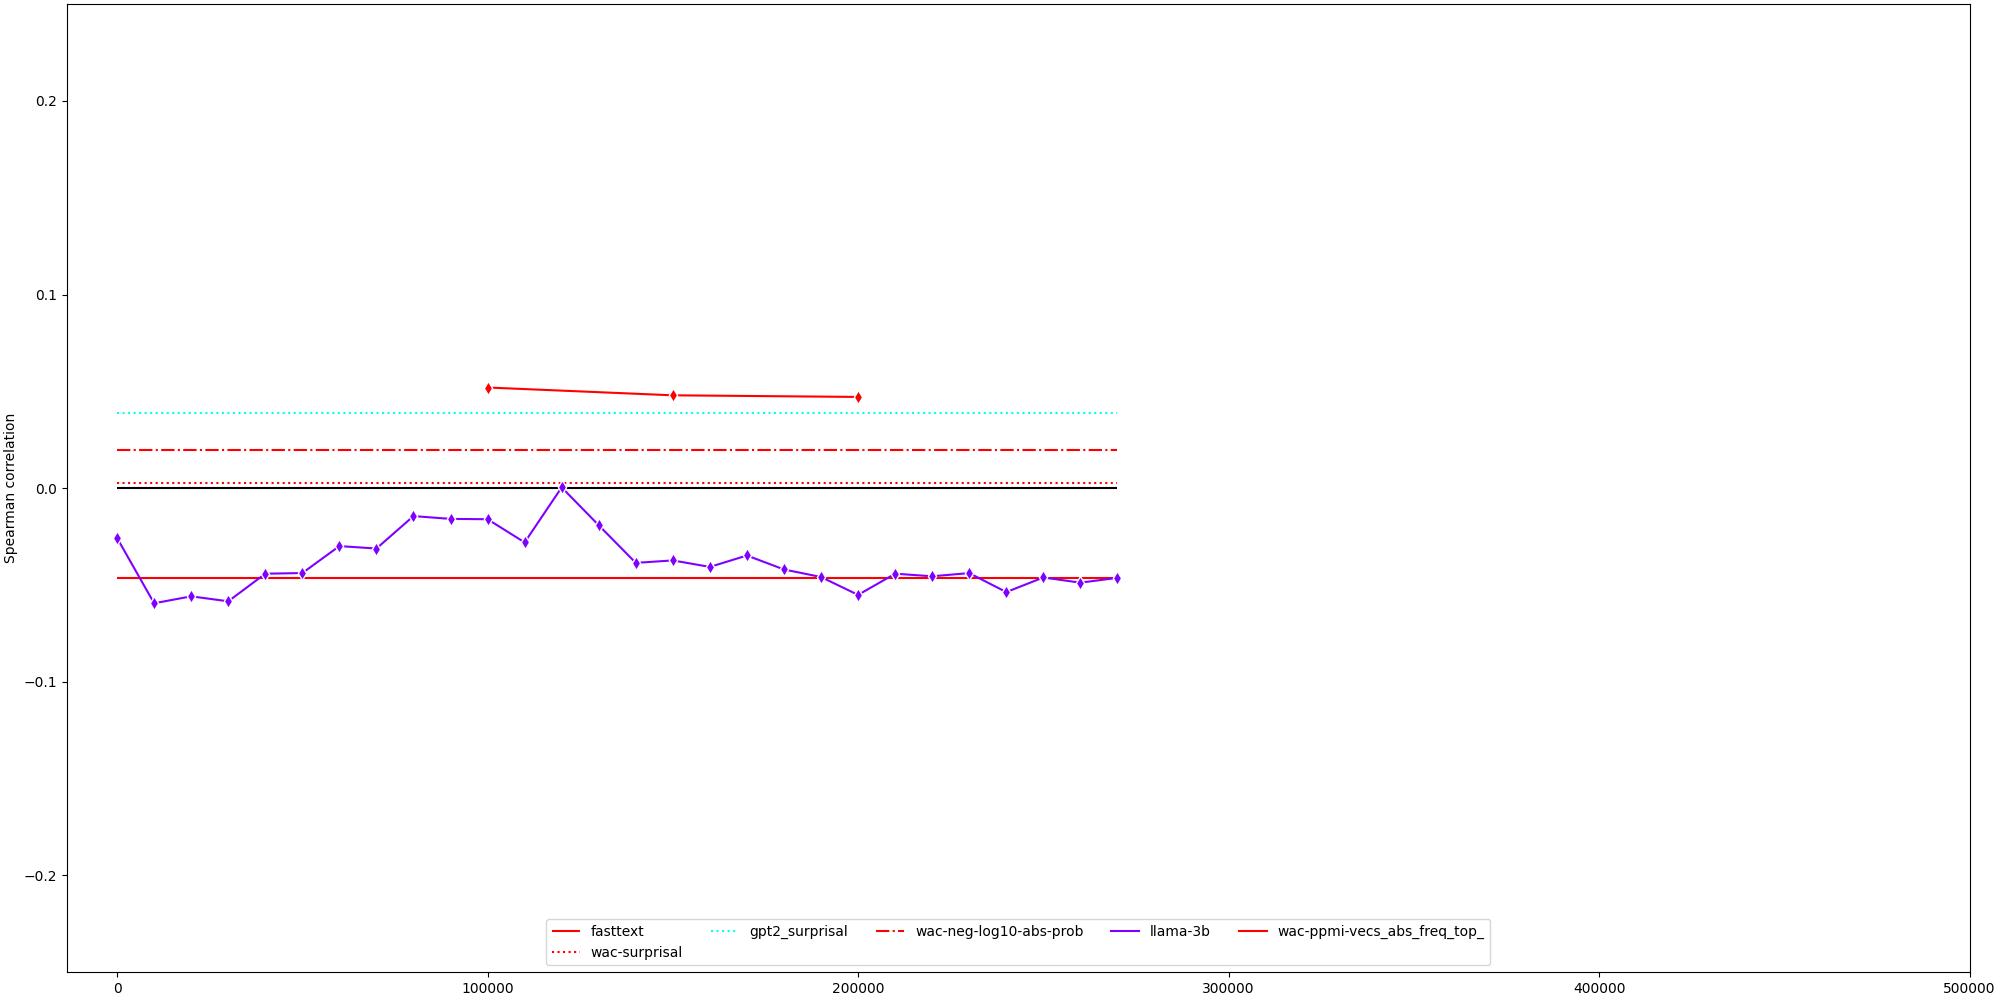 0.2
0.1
0.0
−0.1
−0.2
Spearman correlation
fasttext
wac-surprisal
gpt2_surprisal
wac-neg-log10-abs-prob
llama-3b
wac-ppmi-vecs_abs_freq_top_
0 100000 200000 300000 400000 500000